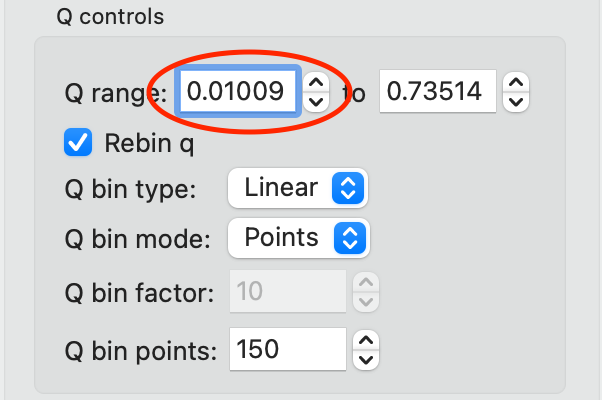 Q controls
Q range: 0.01009 to 0.73514
Rebin q
Q bin type: Linear
Q bin mode: Points
Q bin factor: 10
Q bin points: 150